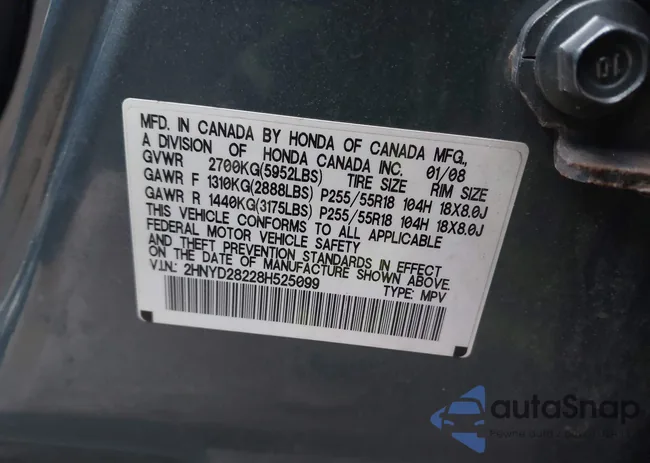 MFD. IN CANADA BY HONDA OF CANADA MFG.,
A DIVISION OF HONDA CANADA INC. 01/08
GVWR 2700KG(5952LBS) TIRE SIZE RIM SIZE
GAWR F 1310KG(2888LBS) P255/55R18 104H 18X8.0J
GAWR R 1440KG(3175LBS) P255/55R18 104H 18X8.0J
THIS VEHICLE CONFORMS TO ALL APPLICABLE
FEDERAL MOTOR VEHICLE SAFETY
AND THEFT PREVENTION STANDARDS IN EFFECT
ON THE DATE OF MANUFACTURE SHOWN ABOVE.
V.I.N.: 2HNYD28228H525099
TYPE: MPV
autaSnap